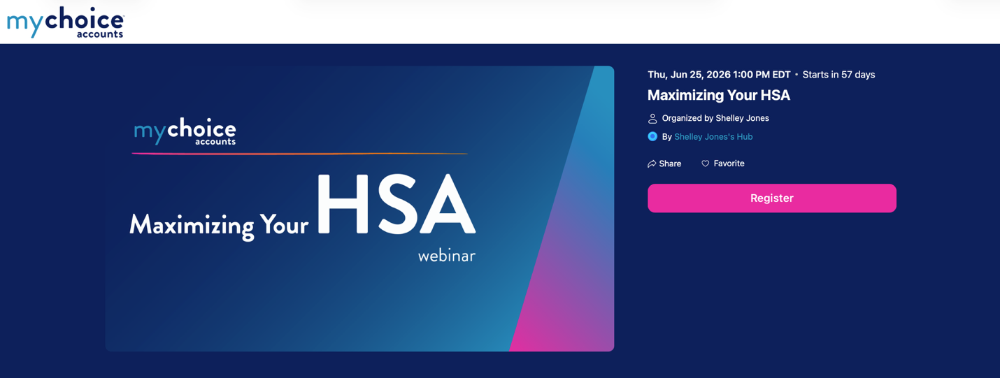 mychoice
accounts
mychoice
accounts
Maximizing Your HSA
webinar
Thu, Jun 25, 2026 1:00 PM EDT • Starts in 57 days
Maximizing Your HSA
Organized by Shelley Jones
By Shelley Jones's Hub
Share Favorite
Register